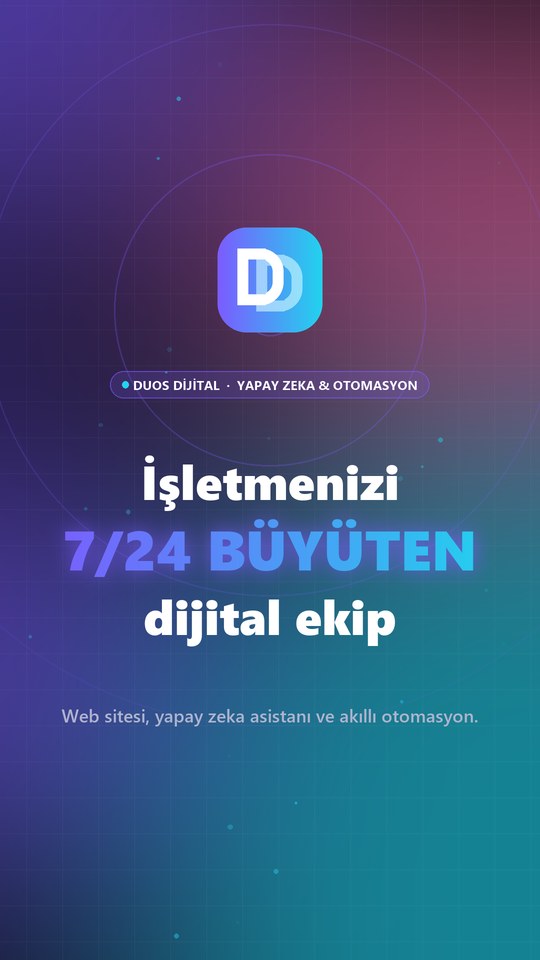 DD
DUOS DİJİTAL · YAPAY ZEKA & OTOMASYON
İşletmenizi
7/24 BÜYÜTEN
dijital ekip
Web sitesi, yapay zeka asistanı ve akıllı otomasyon.